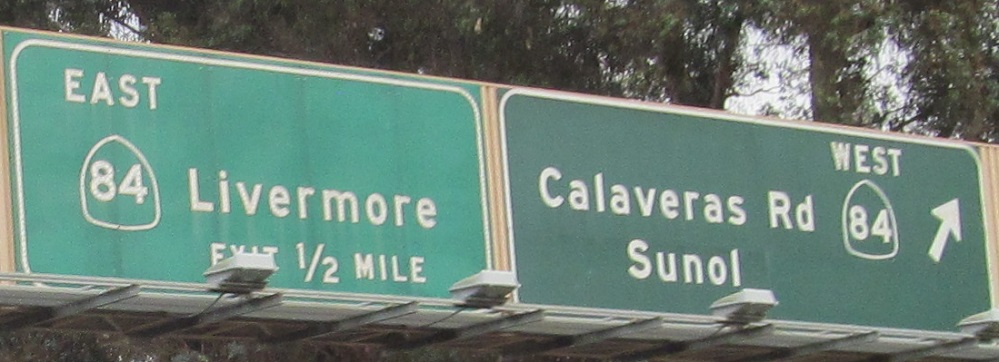 EAST
84 Livermore
EXIT 1/2 MILE
WEST
Calaveras Rd 84
Sunol